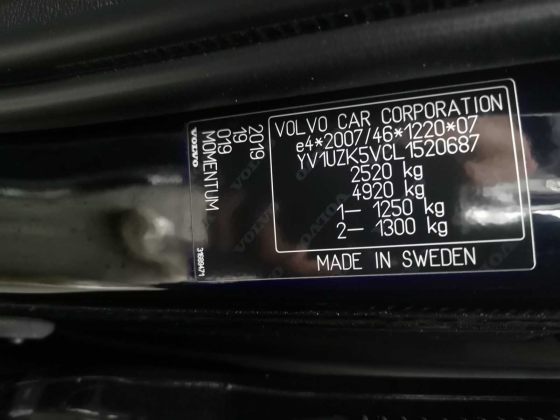 VOLVO CAR CORPORATION
e4*2007/46*1220*07
YV1UZK5VCL1520687
2520 kg
4920 kg
1— 1250 kg
2— 1300 kg
MADE IN SWEDEN
2019
19
019
MOMENTUM
VOLVO
31689471